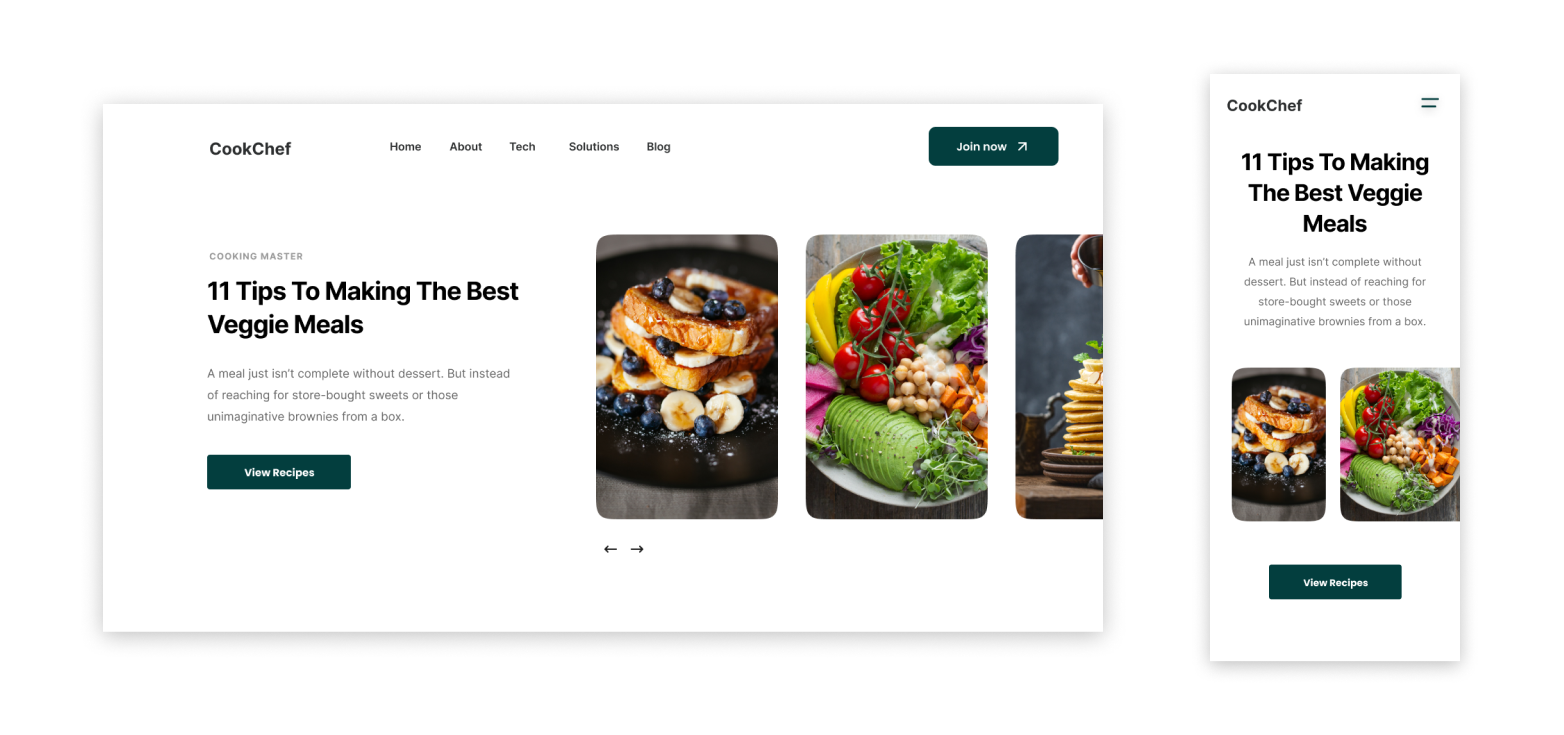 CookChef
Home About Tech Solutions Blog
Join now
COOKING MASTER
11 Tips To Making The Best
Veggie Meals
A meal just isn't complete without dessert. But instead
of reaching for store-bought sweets or those
unimaginative brownies from a box.
View Recipes
CookChef
11 Tips To Making
The Best Veggie
Meals
A meal just isn't complete without
dessert. But instead of reaching for
store-bought sweets or those
unimaginative brownies from a box.
View Recipes